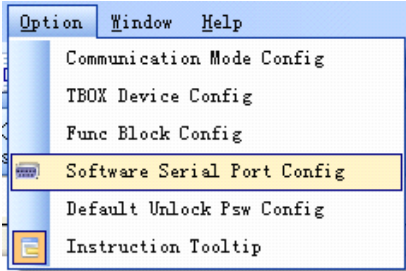 Option Window Help
Communication Mode Config
TBOX Device Config
Func Block Config
Software Serial Port Config
Default Unlock Psw Config
Instruction Tooltip